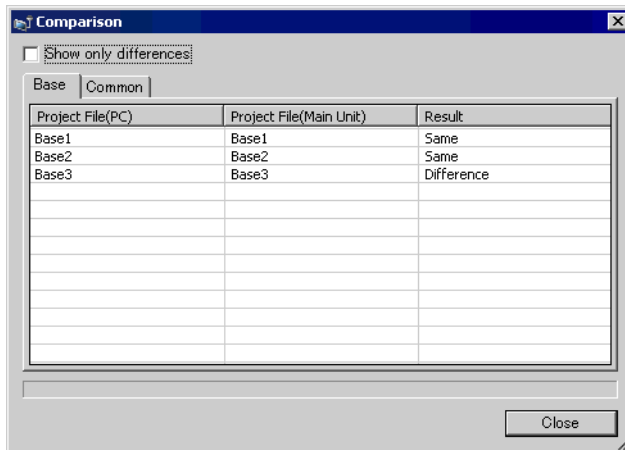 Comparison
Show only differences
Base Common
Project File(PC) Project File(Main Unit) Result
Base1 Base1 Same
Base2 Base2 Same
Base3 Base3 Difference
Close